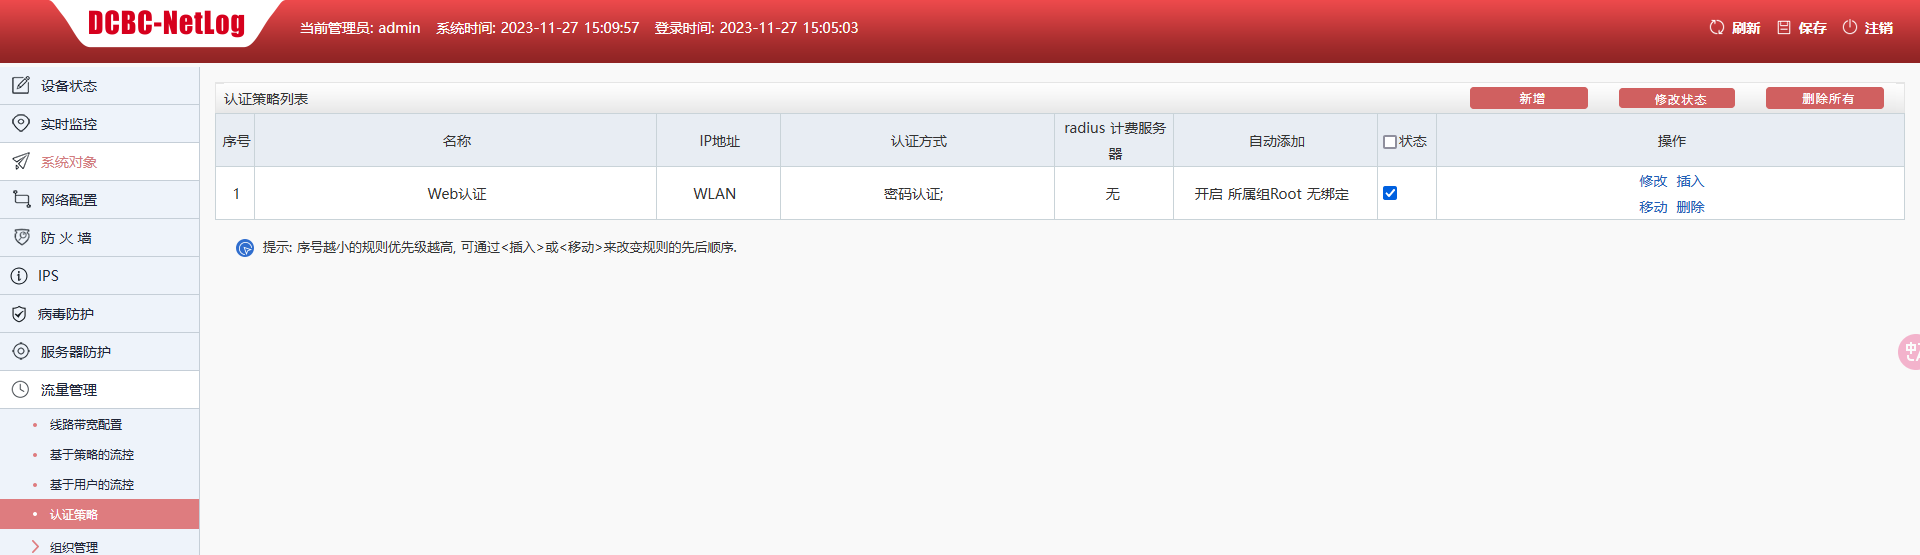 DCBC-NetLog
当前管理员: admin 系统时间: 2023-11-27 15:09:57 登录时间: 2023-11-27 15:05:03
刷新 保存 注销
设备状态
实时监控
系统对象
网络配置
防 火 墙
IPS
病毒防护
服务器防护
流量管理
线路带宽配置
基于策略的流控
基于用户的流控
认证策略
组织管理
认证策略列表 新增 修改状态 删除所有
序号 名称 IP地址 认证方式 radius 计费服务器 自动添加 状态 操作
1 Web认证 WLAN 密码认证; 无 开启 所属组Root 无绑定 修改 插入
移动 删除
提示: 序号越小的规则优先级越高, 可通过<插入>或<移动>来改变规则的先后顺序.